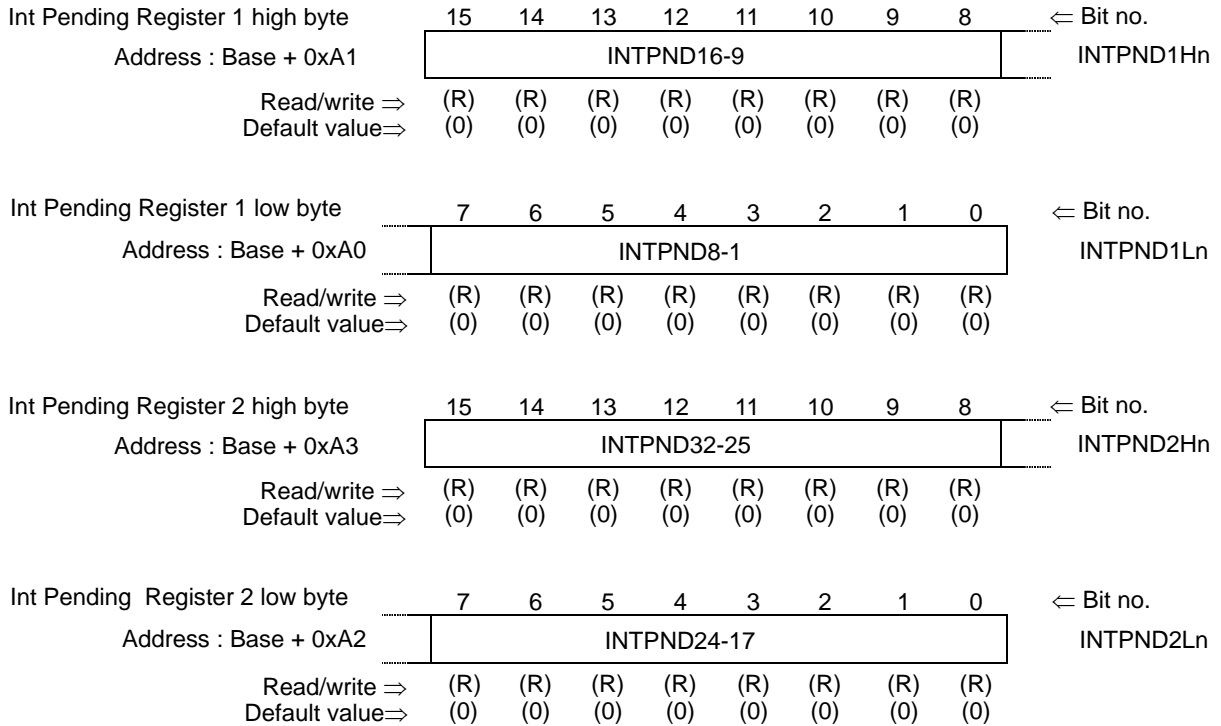 Int Pending Register 1 high byte 15 14 13 12 11 10 9 8 ⇐ Bit no.
Address : Base + 0xA1 INTPND16-9 INTPND1Hn
Read/write ⇒ (R) (R) (R) (R) (R) (R) (R) (R)
Default value⇒ (0) (0) (0) (0) (0) (0) (0) (0)
Int Pending Register 1 low byte 7 6 5 4 3 2 1 0 ⇐ Bit no.
Address : Base + 0xA0 INTPND8-1 INTPND1Ln
Read/write ⇒ (R) (R) (R) (R) (R) (R) (R) (R)
Default value⇒ (0) (0) (0) (0) (0) (0) (0) (0)
Int Pending Register 2 high byte 15 14 13 12 11 10 9 8 ⇐ Bit no.
Address : Base + 0xA3 INTPND32-25 INTPND2Hn
Read/write ⇒ (R) (R) (R) (R) (R) (R) (R) (R)
Default value⇒ (0) (0) (0) (0) (0) (0) (0) (0)
Int Pending Register 2 low byte 7 6 5 4 3 2 1 0 ⇐ Bit no.
Address : Base + 0xA2 INTPND24-17 INTPND2Ln
Read/write ⇒ (R) (R) (R) (R) (R) (R) (R) (R)
Default value⇒ (0) (0) (0) (0) (0) (0) (0) (0)